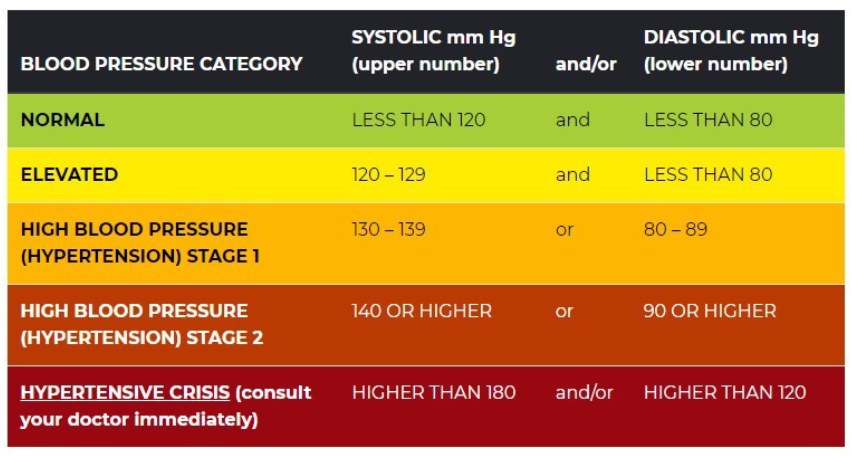 BLOOD PRESSURE CATEGORY SYSTOLIC mm Hg (upper number) and/or DIASTOLIC mm Hg (lower number)
NORMAL LESS THAN 120 and LESS THAN 80
ELEVATED 120 – 129 and LESS THAN 80
HIGH BLOOD PRESSURE (HYPERTENSION) STAGE 1 130 – 139 or 80 – 89
HIGH BLOOD PRESSURE (HYPERTENSION) STAGE 2 140 OR HIGHER or 90 OR HIGHER
HYPERTENSIVE CRISIS (consult your doctor immediately) HIGHER THAN 180 and/or HIGHER THAN 120